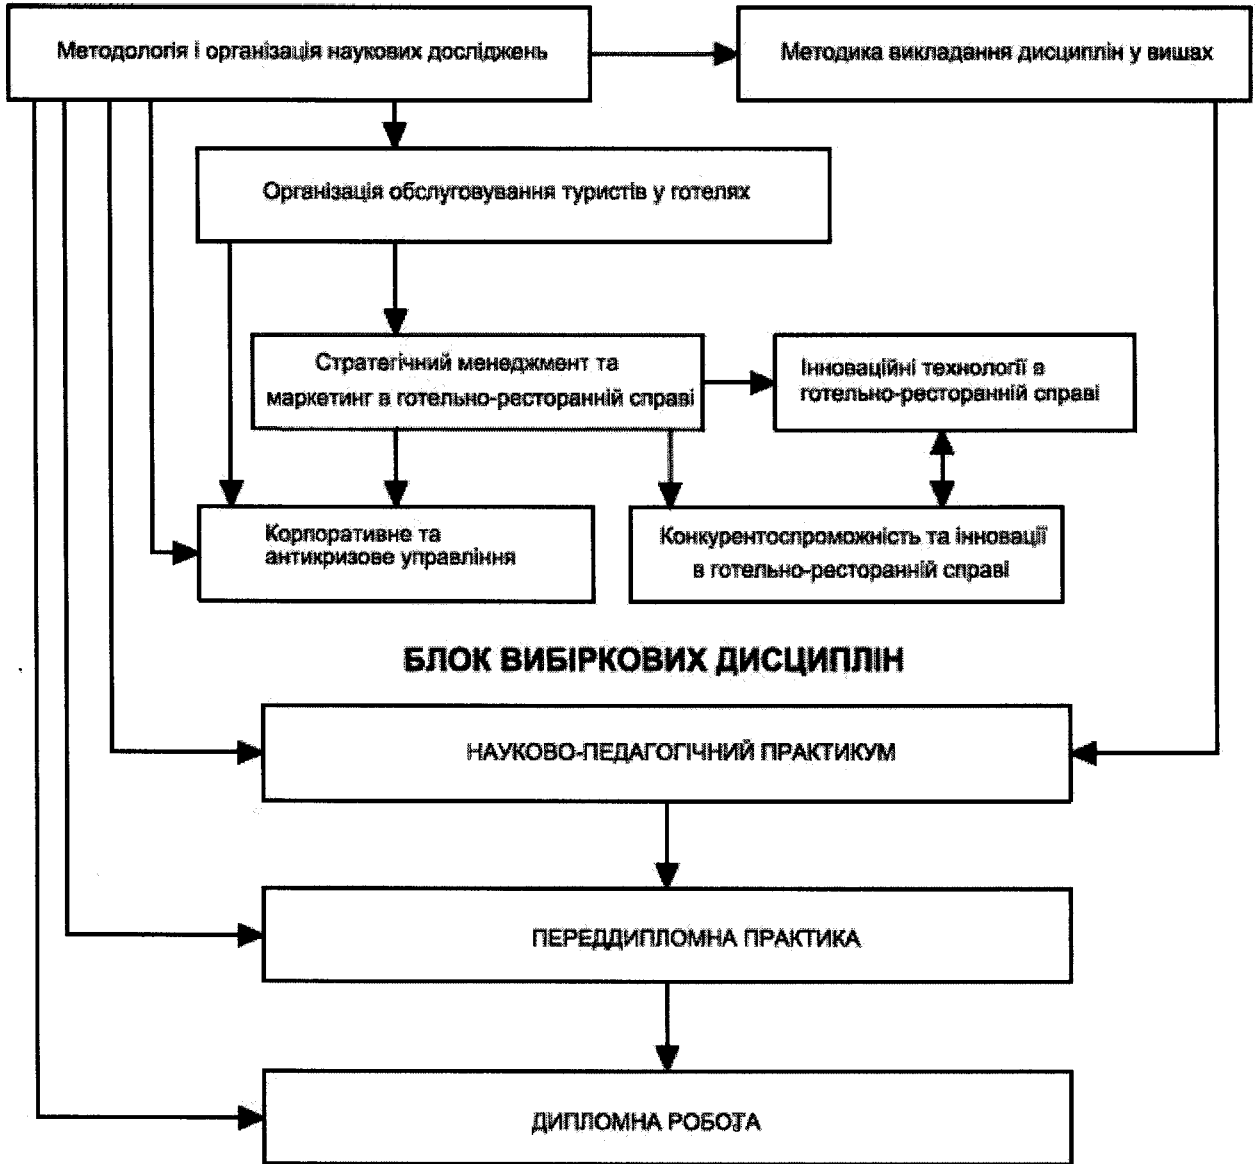 Методологія і організація наукових досліджень
Методика викладання дисциплін у вишах
Організація обслуговування туристів у готелях
Стратегічний менеджмент та
маркетинг в готельно-ресторанній справі
Інноваційні технології в
готельно-ресторанній справі
Корпоративне та
антикризове управління
Конкурентоспроможність та інновації
в готельно-ресторанній справі
БЛОК ВИБІРКОВИХ ДИСЦИПЛІН
НАУКОВО-ПЕДАГОГІЧНИЙ ПРАКТИКУМ
ПЕРЕДДИПЛОМНА ПРАКТИКА
ДИПЛОМНА РОБОТА